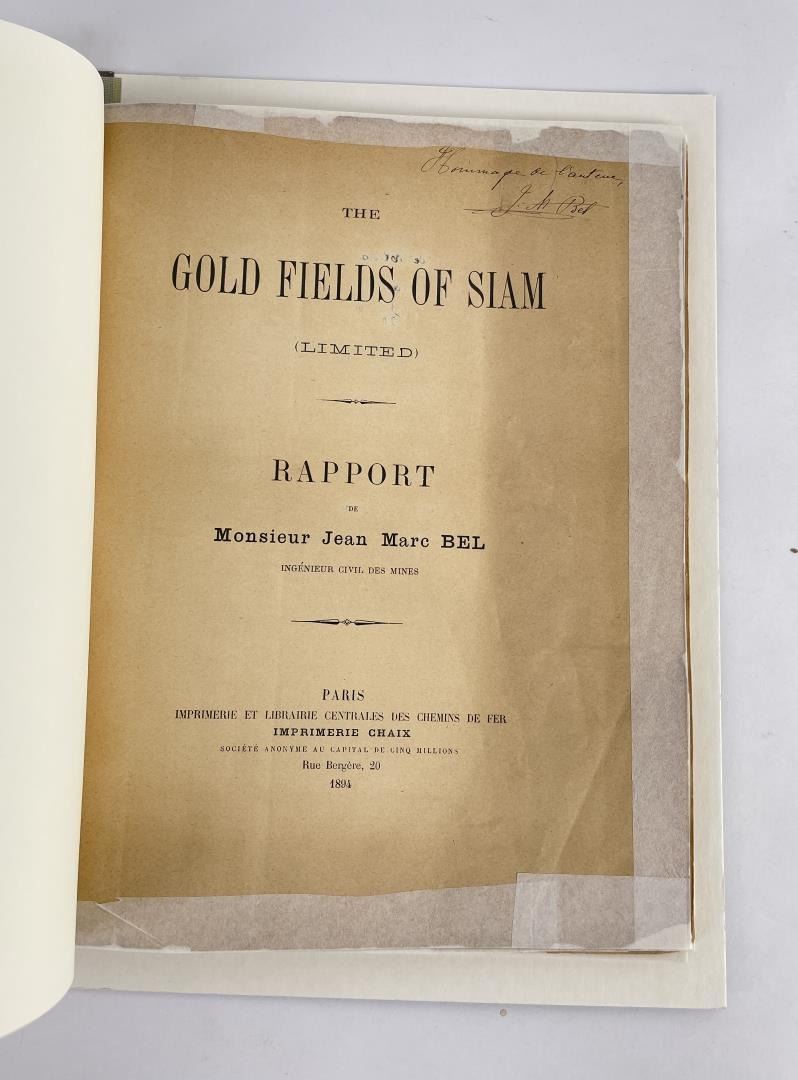 Hommage de l'auteur,
J. M Bel
THE
GOLD FIELDS OF SIAM
(LIMITED)
RAPPORT
DE
Monsieur Jean Marc BEL
INGÉNIEUR CIVIL DES MINES
PARIS
IMPRIMERIE ET LIBRAIRIE CENTRALES DES CHEMINS DE FER
IMPRIMERIE CHAIX
SOCIÉTÉ ANONYME AU CAPITAL DE CINQ MILLIONS
Rue Bergère, 20
1894